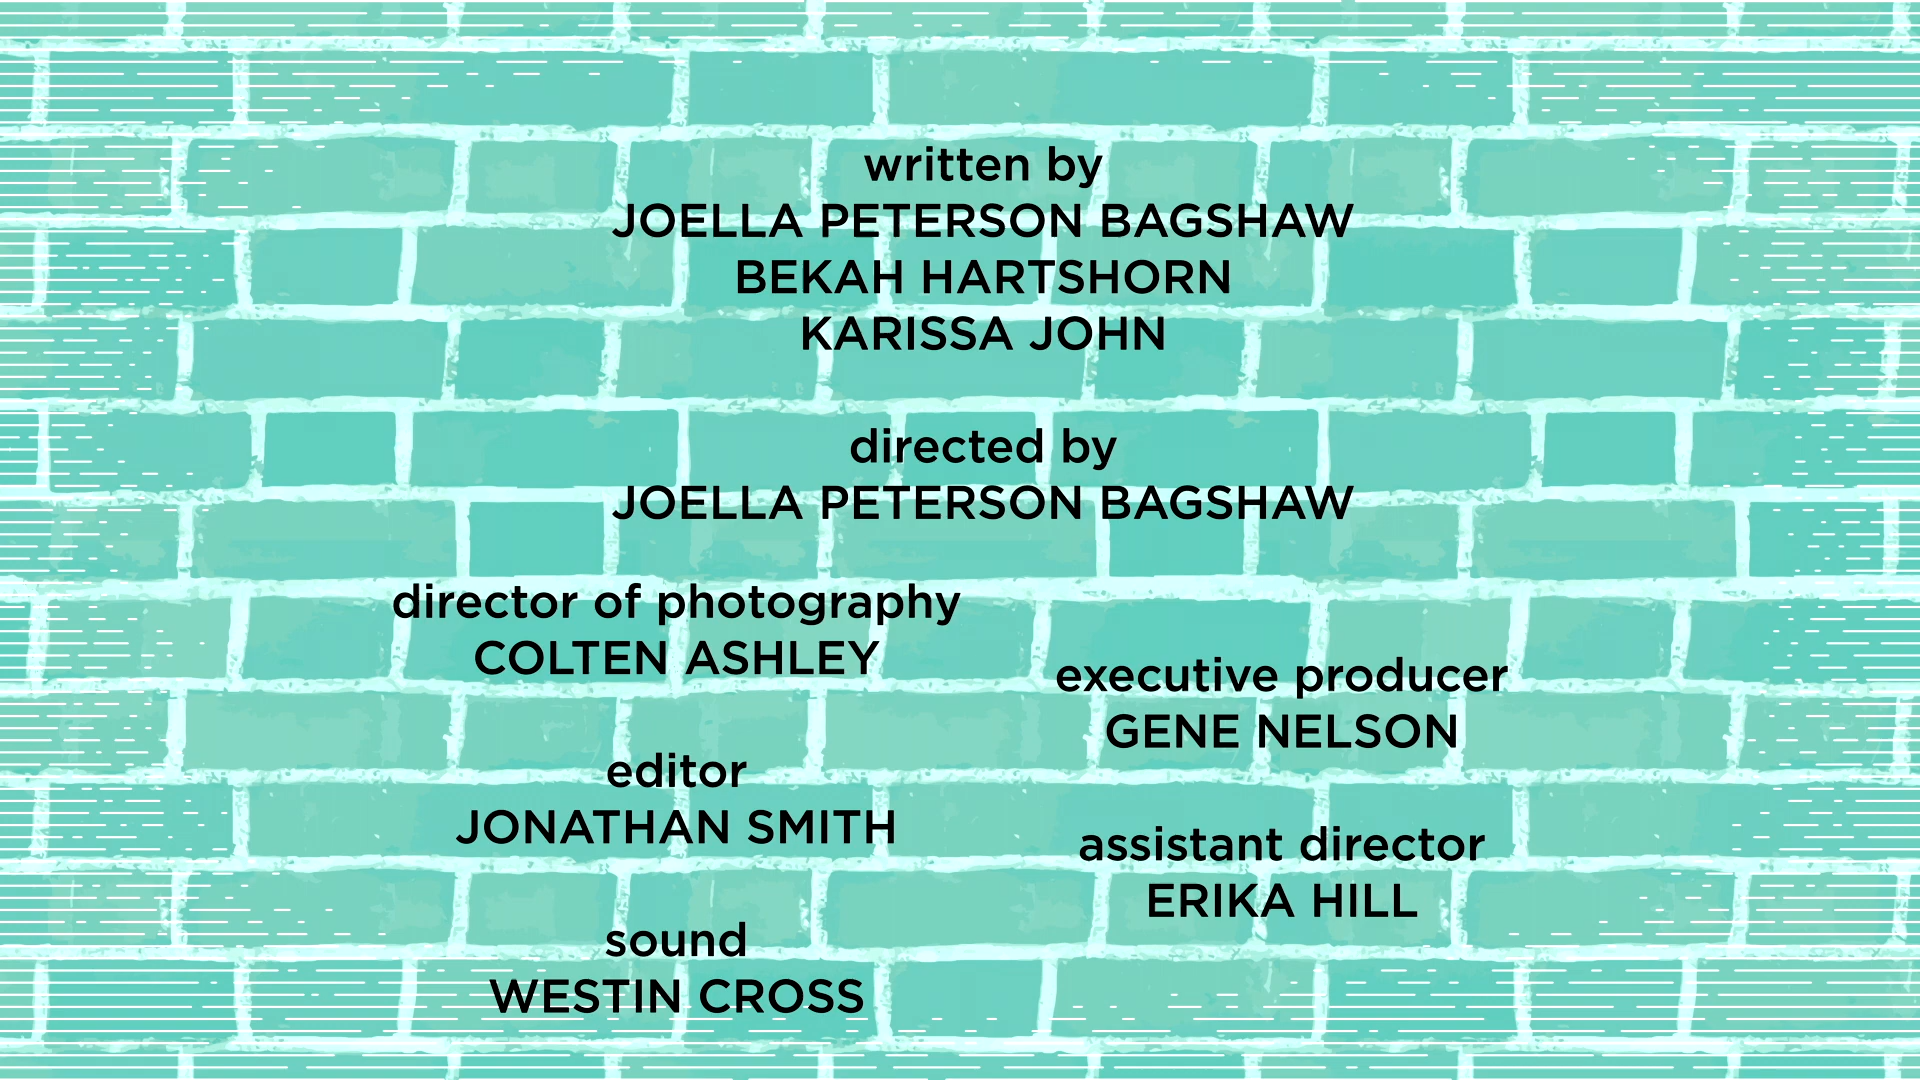 written by
JOELLA PETERSON BAGSHAW
BEKAH HARTSHORN
KARISSA JOHN
directed by
JOELLA PETERSON BAGSHAW
director of photography
COLTEN ASHLEY
editor
JONATHAN SMITH
sound
WESTIN CROSS
executive producer
GENE NELSON
assistant director
ERIKA HILL